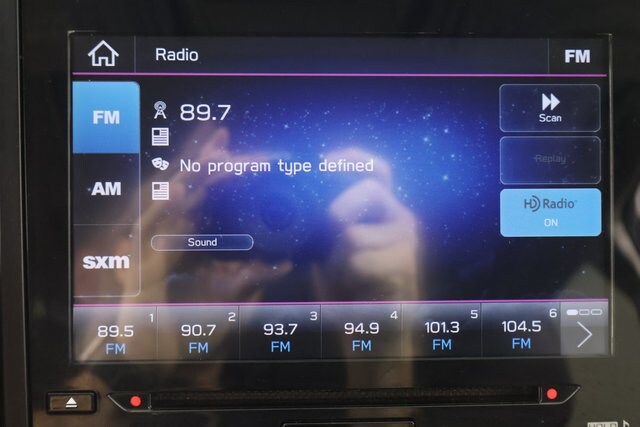 Radio
FM
FM
89.7
Scan
AM
No program type defined
Replay
HD Radio
ON
sxm
Sound
1 2 3 4 5 6
89.5 90.7 93.7 94.9 101.3 104.5
FM FM FM FM FM FM